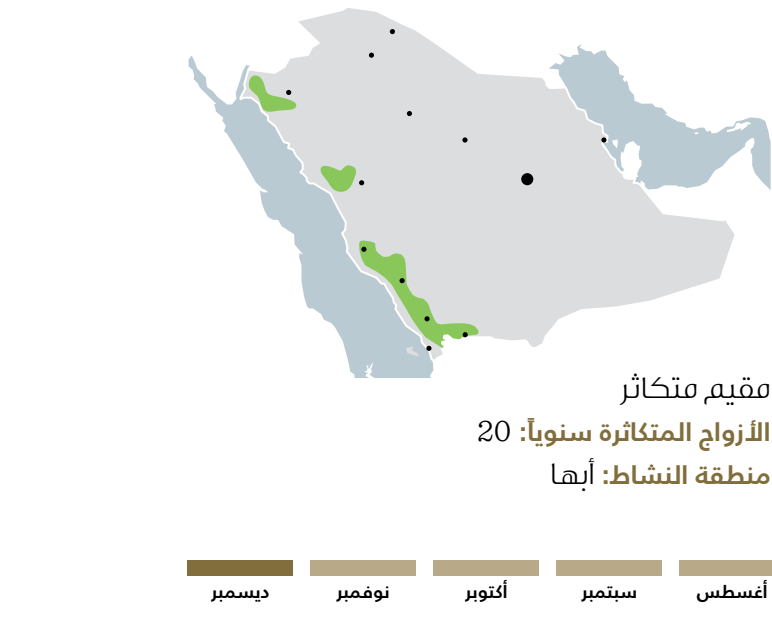 مقيم متكاثر
الأزواج المتكاثرة سنوياً: 20
منطقة النشاط: أبها
أغسطس سبتمبر أكتوبر نوفمبر ديسمبر